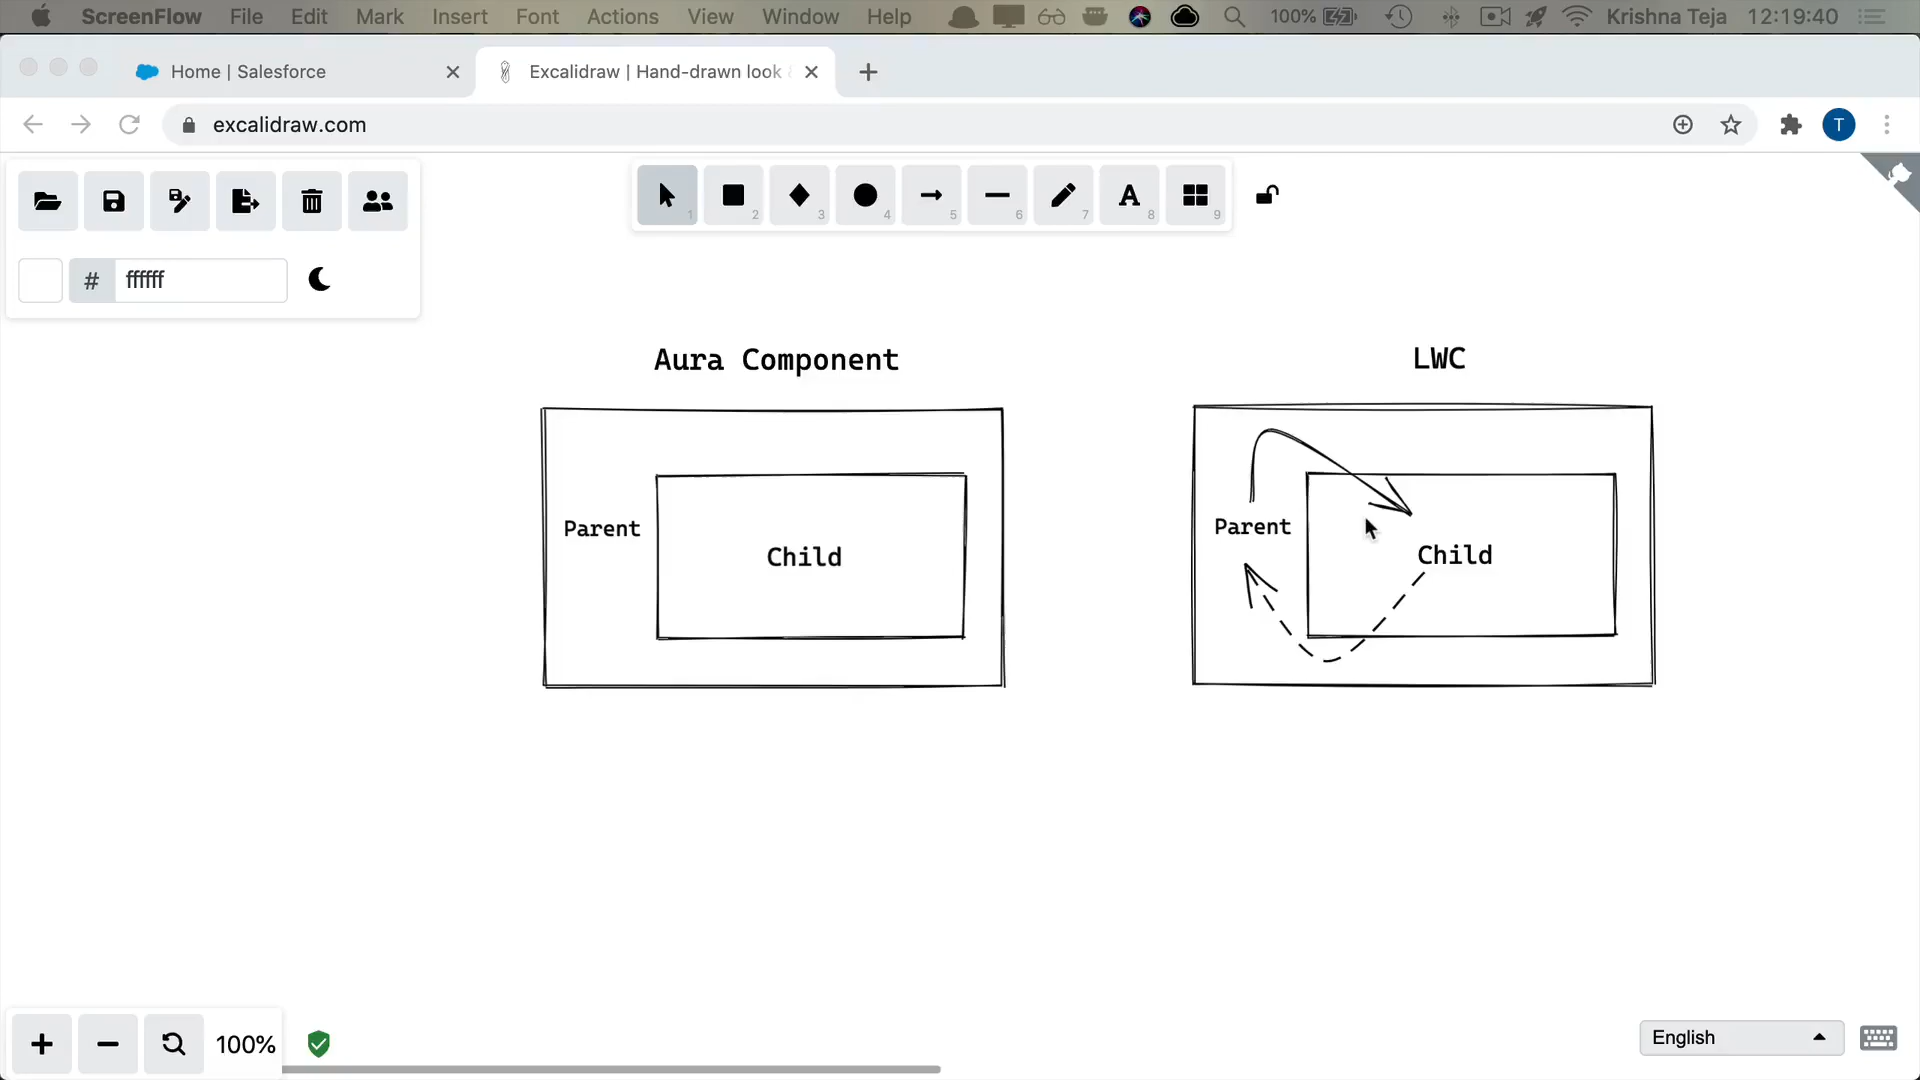 ScreenFlow File Edit Mark Insert Font Actions View Window Help 100% Krishna Teja 12:19:40
Home | Salesforce
Excalidraw | Hand-drawn look
excalidraw.com
T
1 2 3 4 5 6 7 A 8 9
# ffffff
Aura Component
LWC
Parent
Child
Parent
Child
100%
English